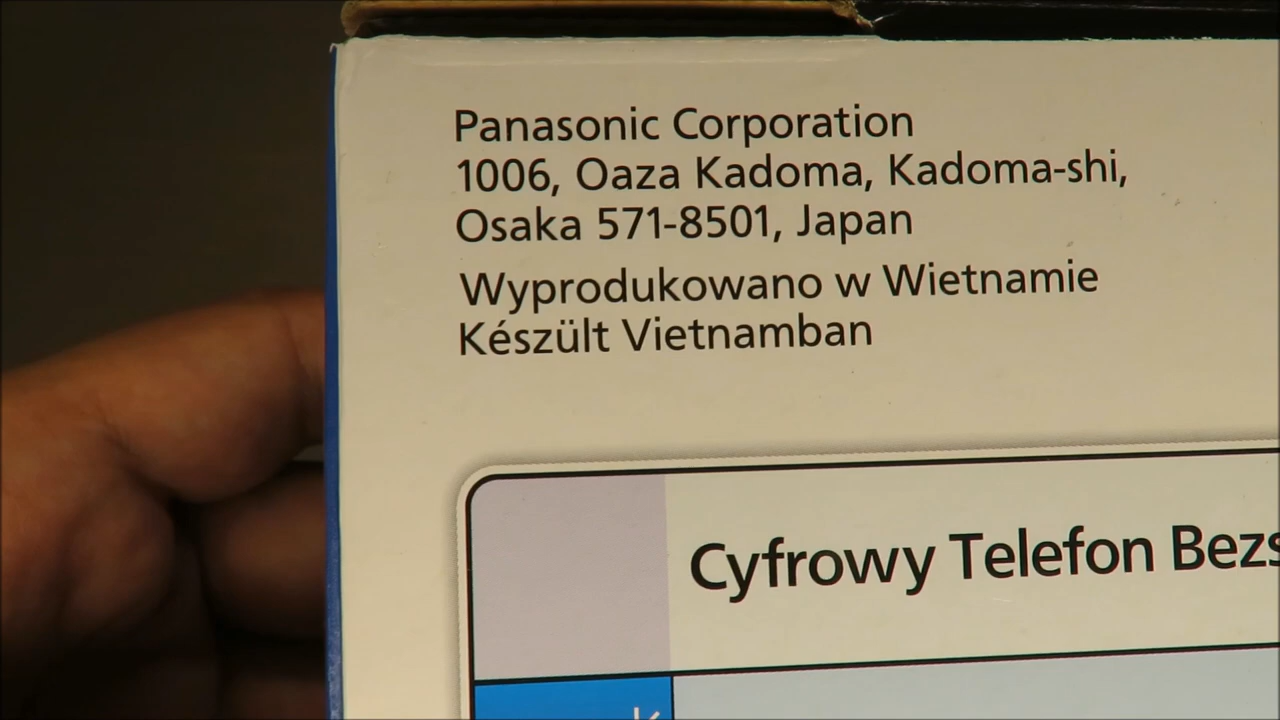 Panasonic Corporation
1006, Oaza Kadoma, Kadoma-shi,
Osaka 571-8501, Japan
Wyprodukowano w Wietnamie
Készült Vietnamban
Cyfrowy Telefon